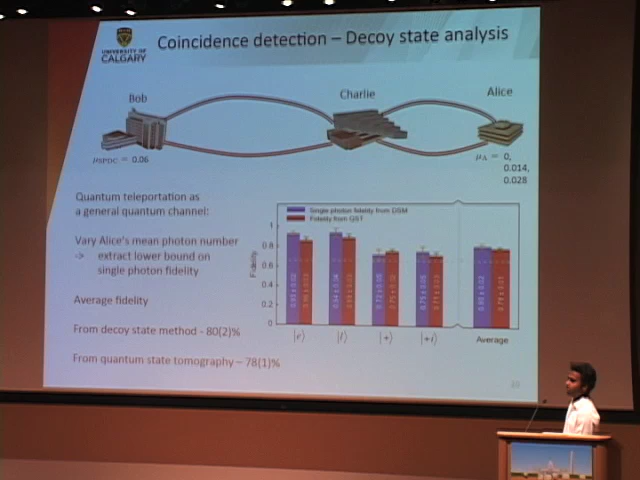 UNIVERSITY OF
CALGARY
Coincidence detection – Decoy state analysis
Bob
Charlie
Alice
μSPDC = 0.06
μA = 0,
0.014,
0.028
Quantum teleportation as
a general quantum channel:
Vary Alice's mean photon number
-> extract lower bound on
single photon fidelity
Average fidelity
From decoy state method - 80(2)%
From quantum state tomography – 78(1)%
Single photon fidelity from DSM
Fidelity from QST
Fidelity
1
0.8
0.6
0.4
0.2
0
|e⟩
|l⟩
|+⟩
|+i⟩
Average